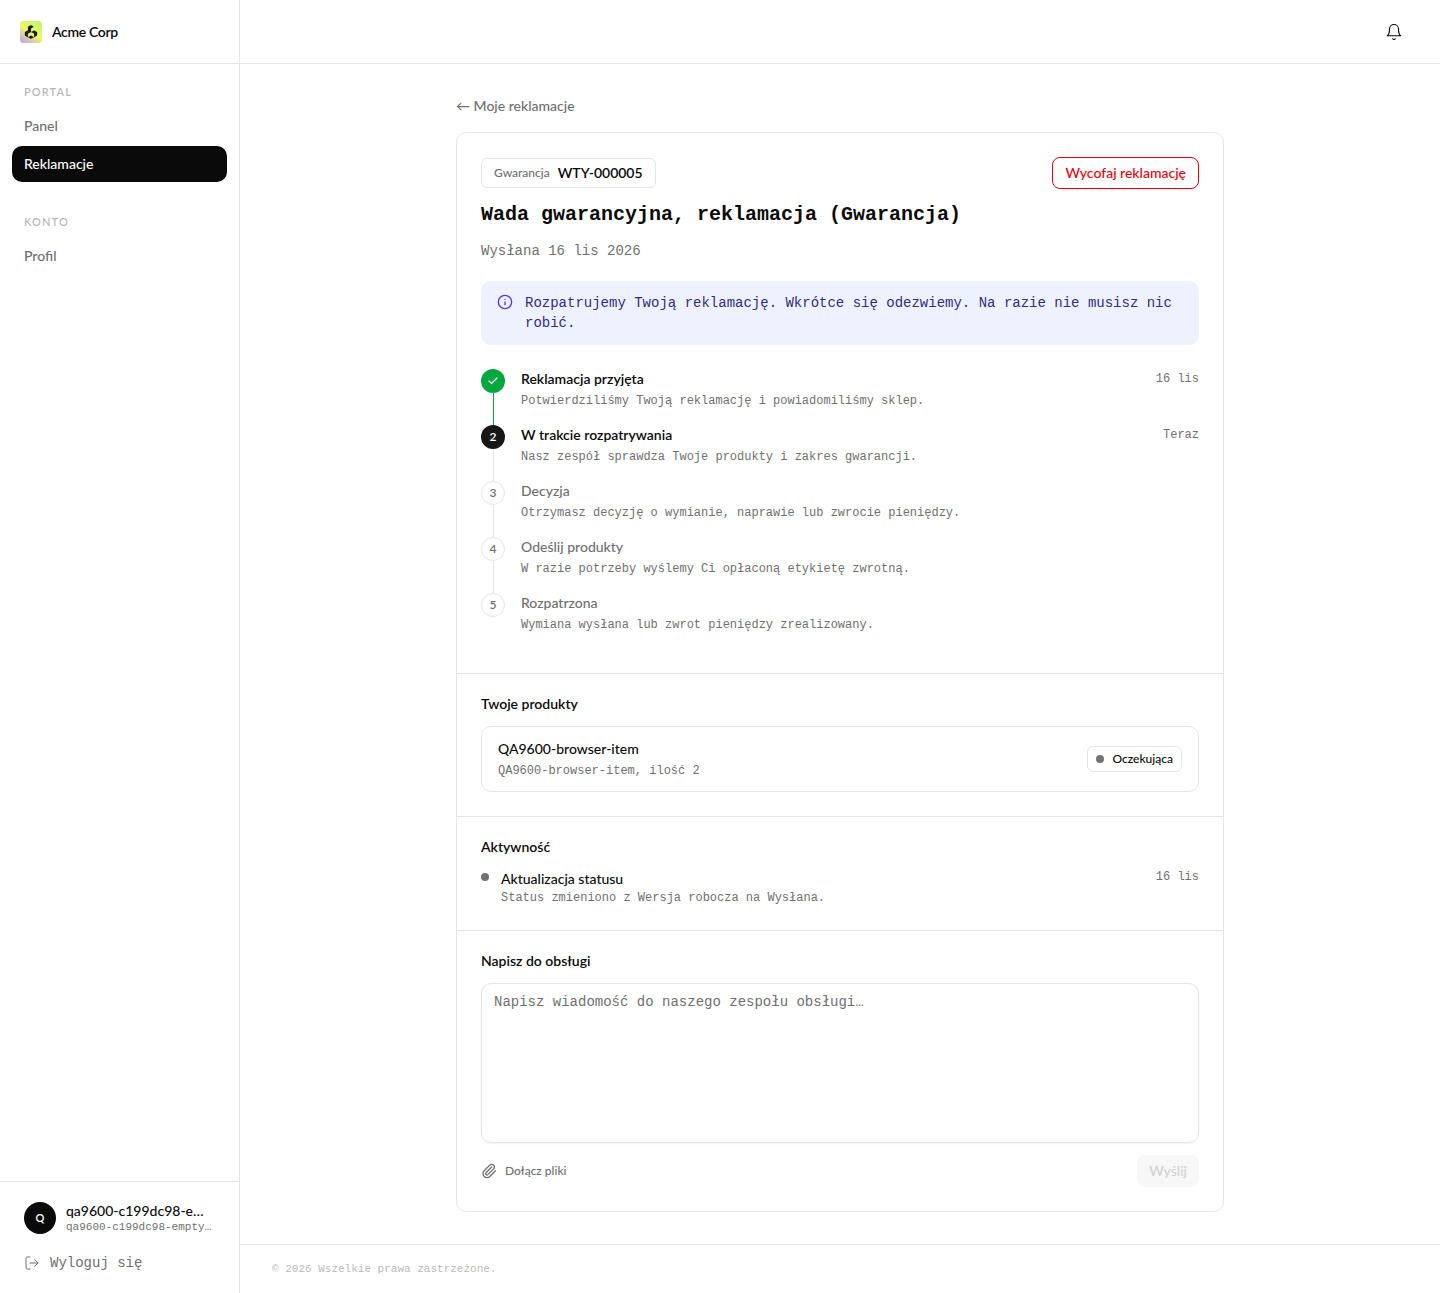 Acme Corp
PORTAL
Panel
Reklamacje
KONTO
Profil
← Moje reklamacje
Gwarancja WTY-000005
Wycofaj reklamację
Wada gwarancyjna, reklamacja (Gwarancja)
Wysłana 16 lis 2026
Rozpatrujemy Twoją reklamację. Wkrótce się odezwiemy. Na razie nie musisz nic
robić.
Reklamacja przyjęta
16 lis
Potwierdziliśmy Twoją reklamację i powiadomiliśmy sklep.
2
W trakcie rozpatrywania
Teraz
Nasz zespół sprawdza Twoje produkty i zakres gwarancji.
3
Decyzja
Otrzymasz decyzję o wymianie, naprawie lub zwrocie pieniędzy.
4
Odeślij produkty
W razie potrzeby wyślemy Ci opłaconą etykietę zwrotną.
5
Rozpatrzona
Wymiana wysłana lub zwrot pieniędzy zrealizowany.
Twoje produkty
QA9600-browser-item
QA9600-browser-item, ilość 2
Oczekująca
Aktywność
Aktualizacja statusu
16 lis
Status zmieniono z Wersja robocza na Wysłana.
Napisz do obsługi
Napisz wiadomość do naszego zespołu obsługi…
Dołącz pliki
Wyślij
Q
qa9600-c199dc98-e...
qa9600-c199dc98-empty…
Wyloguj się
© 2026 Wszelkie prawa zastrzeżone.